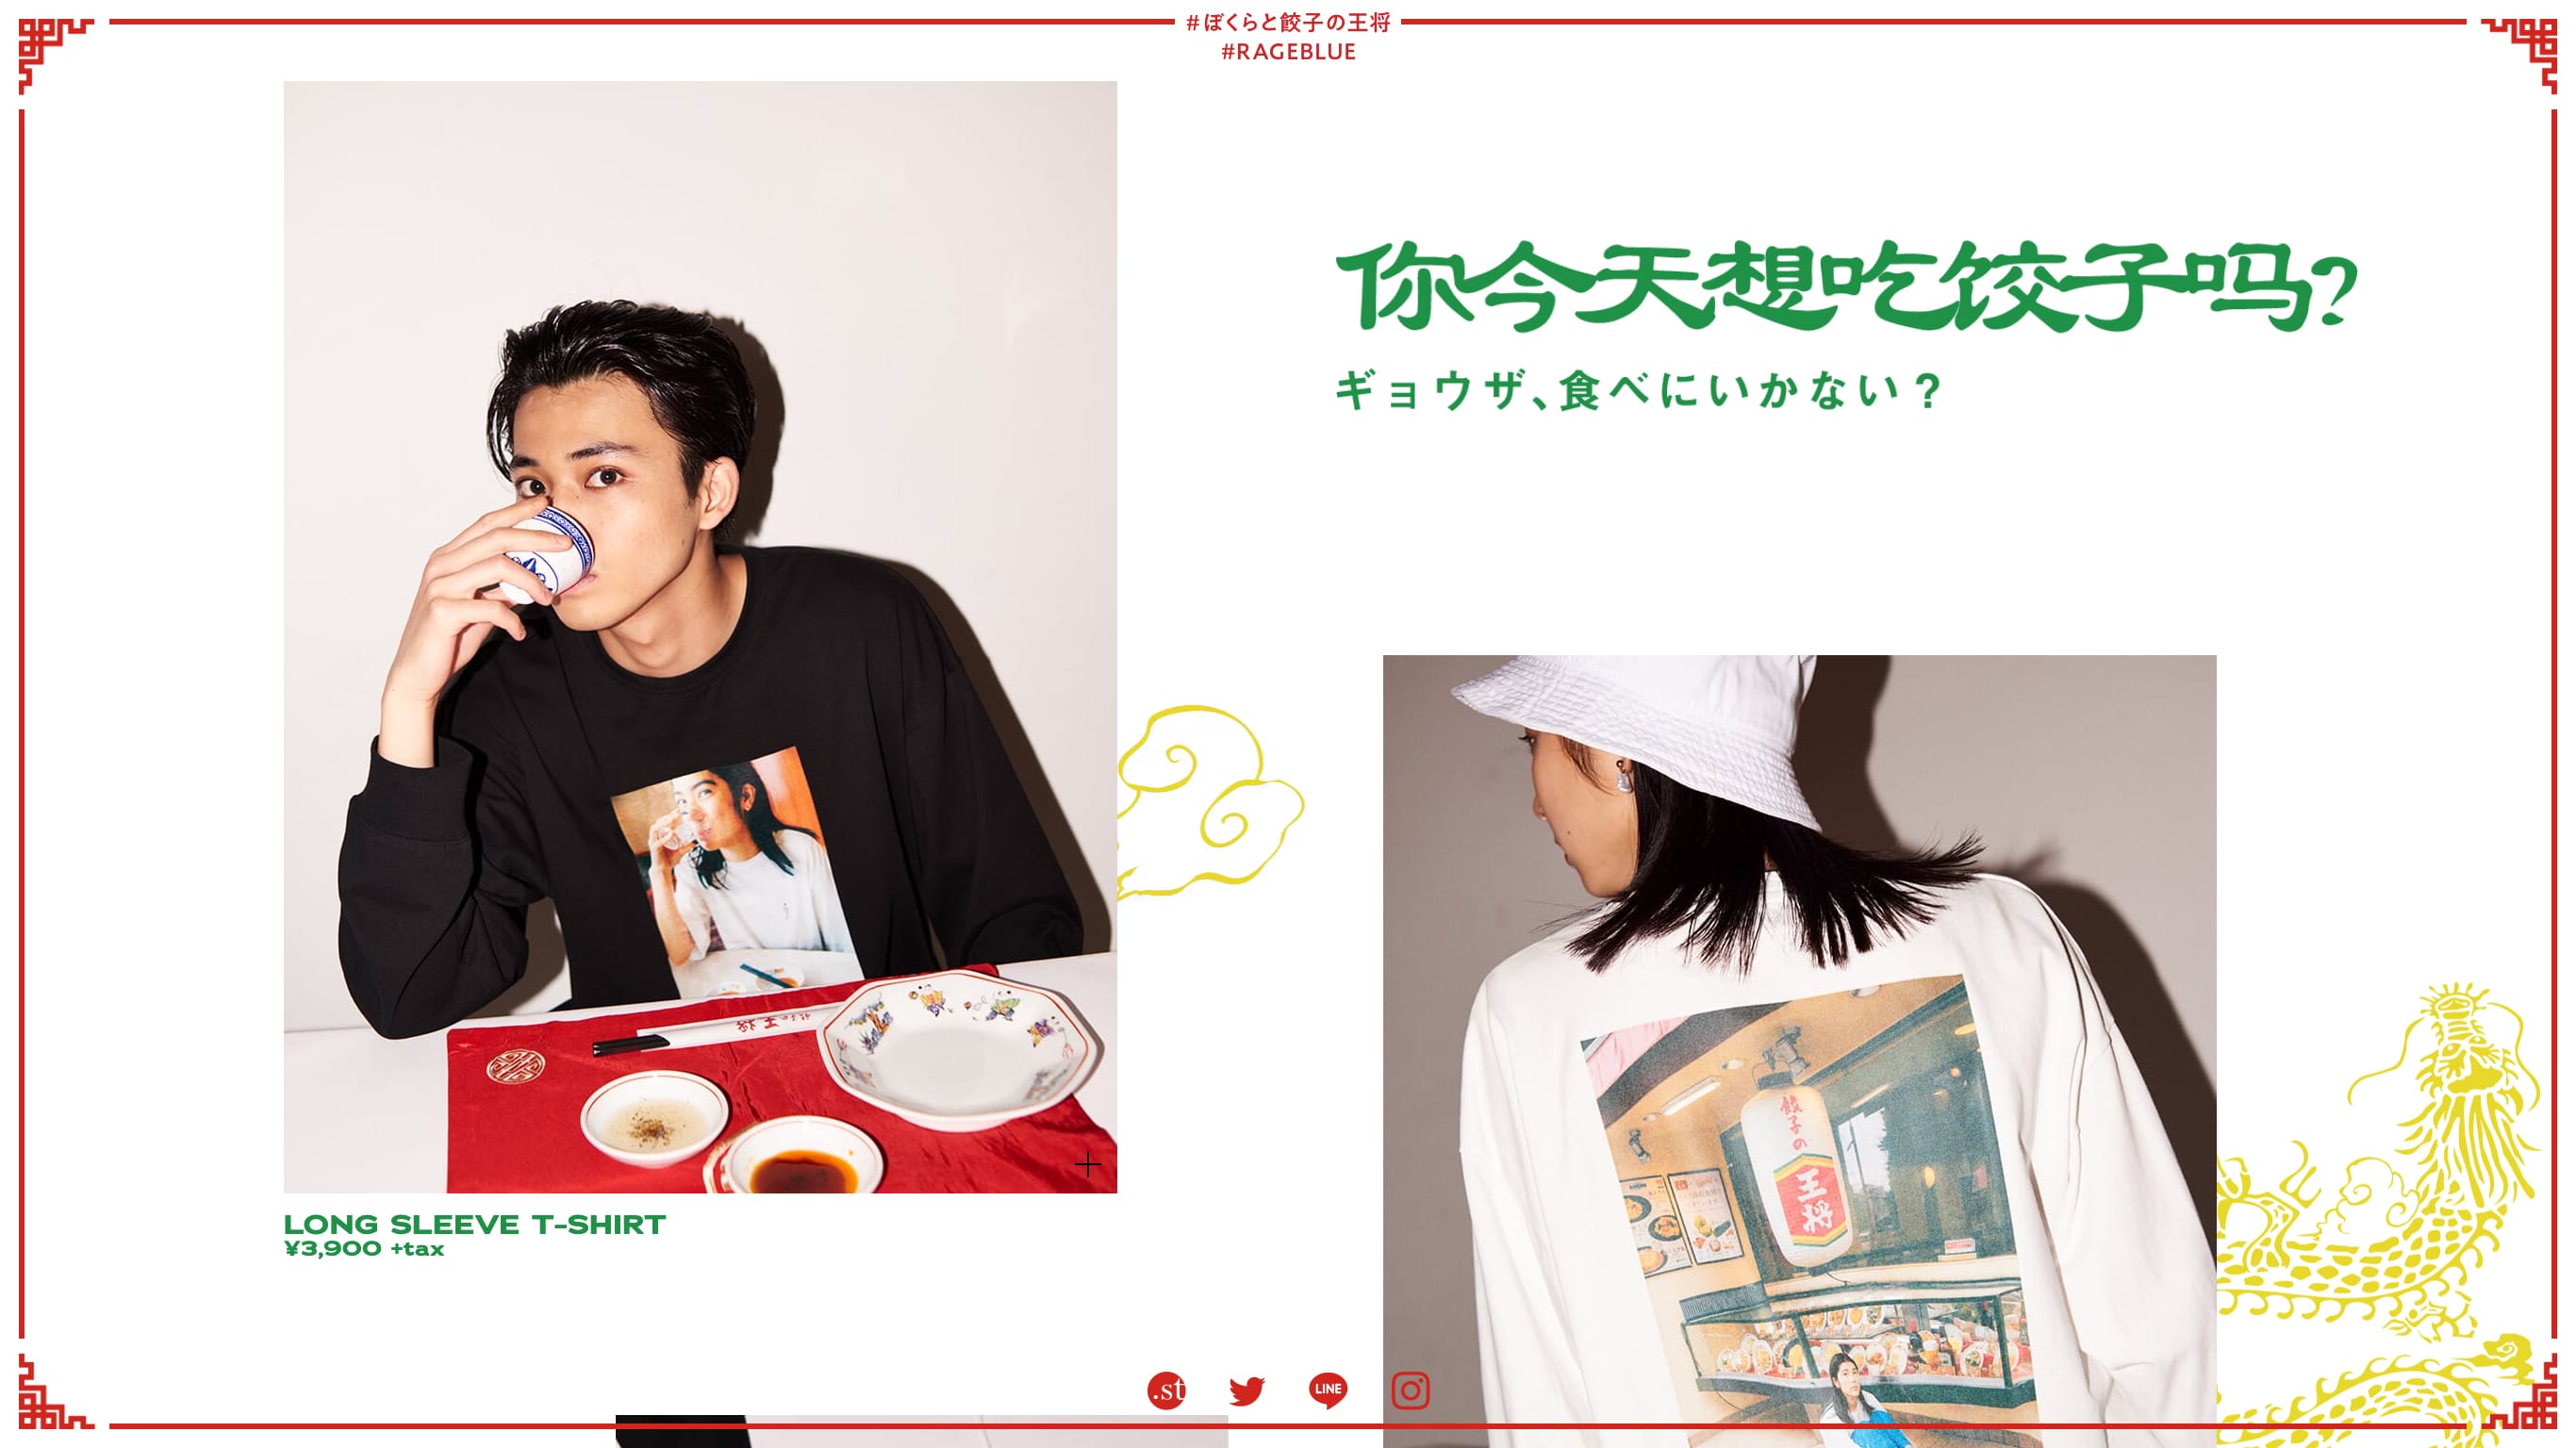 #ぼくらと餃子の王将
#RAGEBLUE
你今天想吃饺子吗?
ギョウザ、食べにいかない？
王将
餃子の
王将
LONG SLEEVE T-SHIRT
¥3,900 +tax
.st
LINE